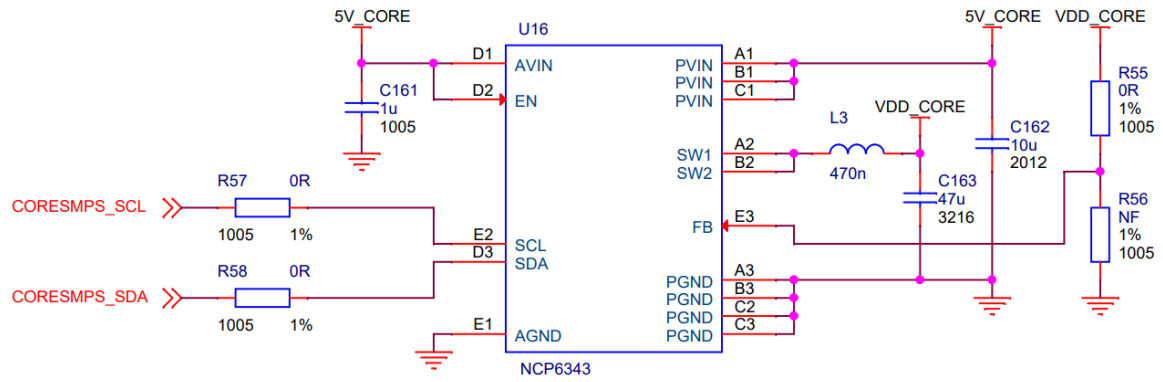 5V_CORE
5V_CORE
VDD_CORE
U16
D1
AVIN
PVIN
A1
R55
0R
1%
1005
C161
1u
1005
D2
EN
PVIN
B1
PVIN
C1
VDD_CORE
L3
470n
C162
10u
2012
SW1
A2
SW2
B2
C163
47u
3216
R57
0R
CORESMPS_SCL
1005
1%
E2
SCL
FB
E3
R56
NF
1%
1005
R58
0R
D3
SDA
CORESMPS_SDA
1005
1%
PGND
A3
PGND
B3
PGND
C2
PGND
C3
E1
AGND
NCP6343